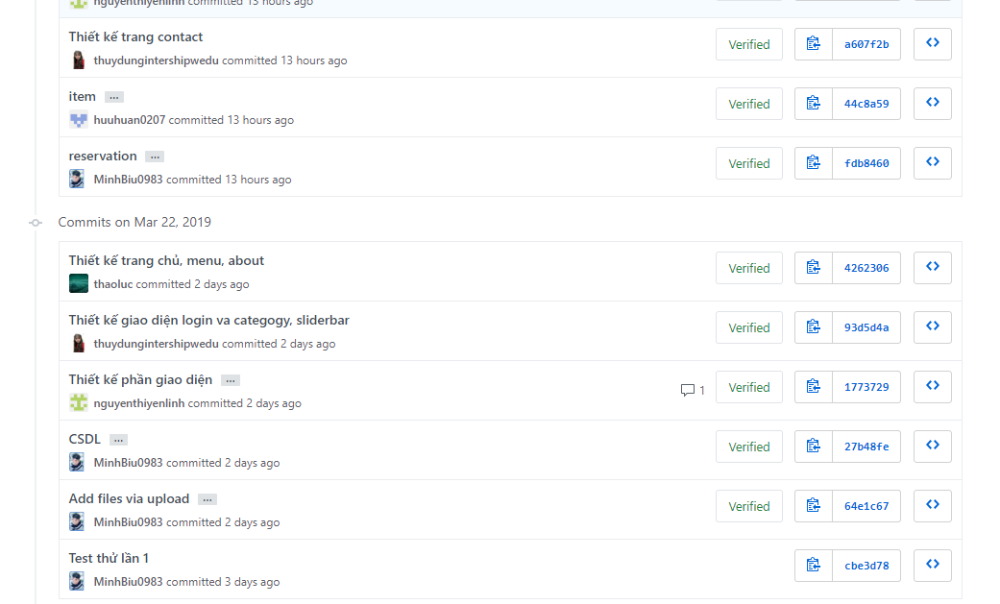 nguyenthiyenlinh committed 13 hours ago
Thiết kế trang contact
thuydungintershipwedu committed 13 hours ago
Verified
a607f2b
item ...
huuhuan0207 committed 13 hours ago
Verified
44c8a59
reservation ...
MinhBiu0983 committed 13 hours ago
Verified
fdb8460
Commits on Mar 22, 2019
Thiết kế trang chủ, menu, about
thaoluc committed 2 days ago
Verified
4262306
Thiết kế giao diện login va categogy, sliderbar
thuydungintershipwedu committed 2 days ago
Verified
93d5d4a
Thiết kế phần giao diện ...
nguyenthiyenlinh committed 2 days ago
1
Verified
1773729
CSDL ...
MinhBiu0983 committed 2 days ago
Verified
27b48fe
Add files via upload ...
MinhBiu0983 committed 2 days ago
Verified
64e1c67
Test thử lần 1
MinhBiu0983 committed 3 days ago
cbe3d78